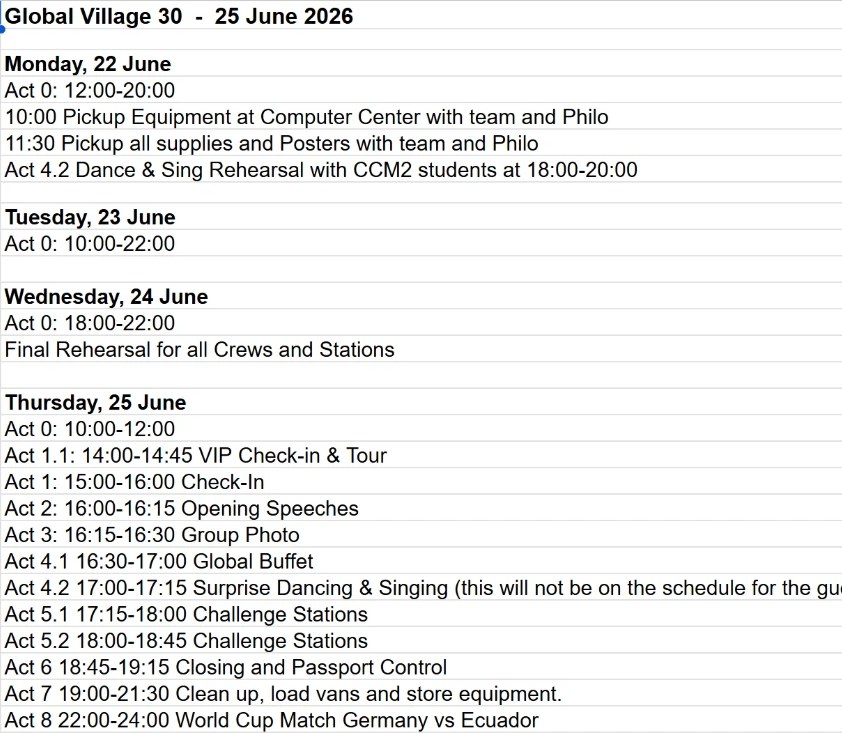 Global Village 30  -  25 June 2026
Monday, 22 June
Act 0: 12:00-20:00
10:00 Pickup Equipment at Computer Center with team and Philo
11:30 Pickup all supplies and Posters with team and Philo
Act 4.2 Dance & Sing Rehearsal with CCM2 students at 18:00-20:00
Tuesday, 23 June
Act 0: 10:00-22:00
Wednesday, 24 June
Act 0: 18:00-22:00
Final Rehearsal for all Crews and Stations
Thursday, 25 June
Act 0: 10:00-12:00
Act 1.1: 14:00-14:45 VIP Check-in & Tour
Act 1: 15:00-16:00 Check-In
Act 2: 16:00-16:15 Opening Speeches
Act 3: 16:15-16:30 Group Photo
Act 4.1 16:30-17:00 Global Buffet
Act 4.2 17:00-17:15 Surprise Dancing & Singing (this will not be on the schedule for the
Act 5.1 17:15-18:00 Challenge Stations
Act 5.2 18:00-18:45 Challenge Stations
Act 6 18:45-19:15 Closing and Passport Control
Act 7 19:00-21:30 Clean up, load vans and store equipment.
Act 8 22:00-24:00 World Cup Match Germany vs Ecuador